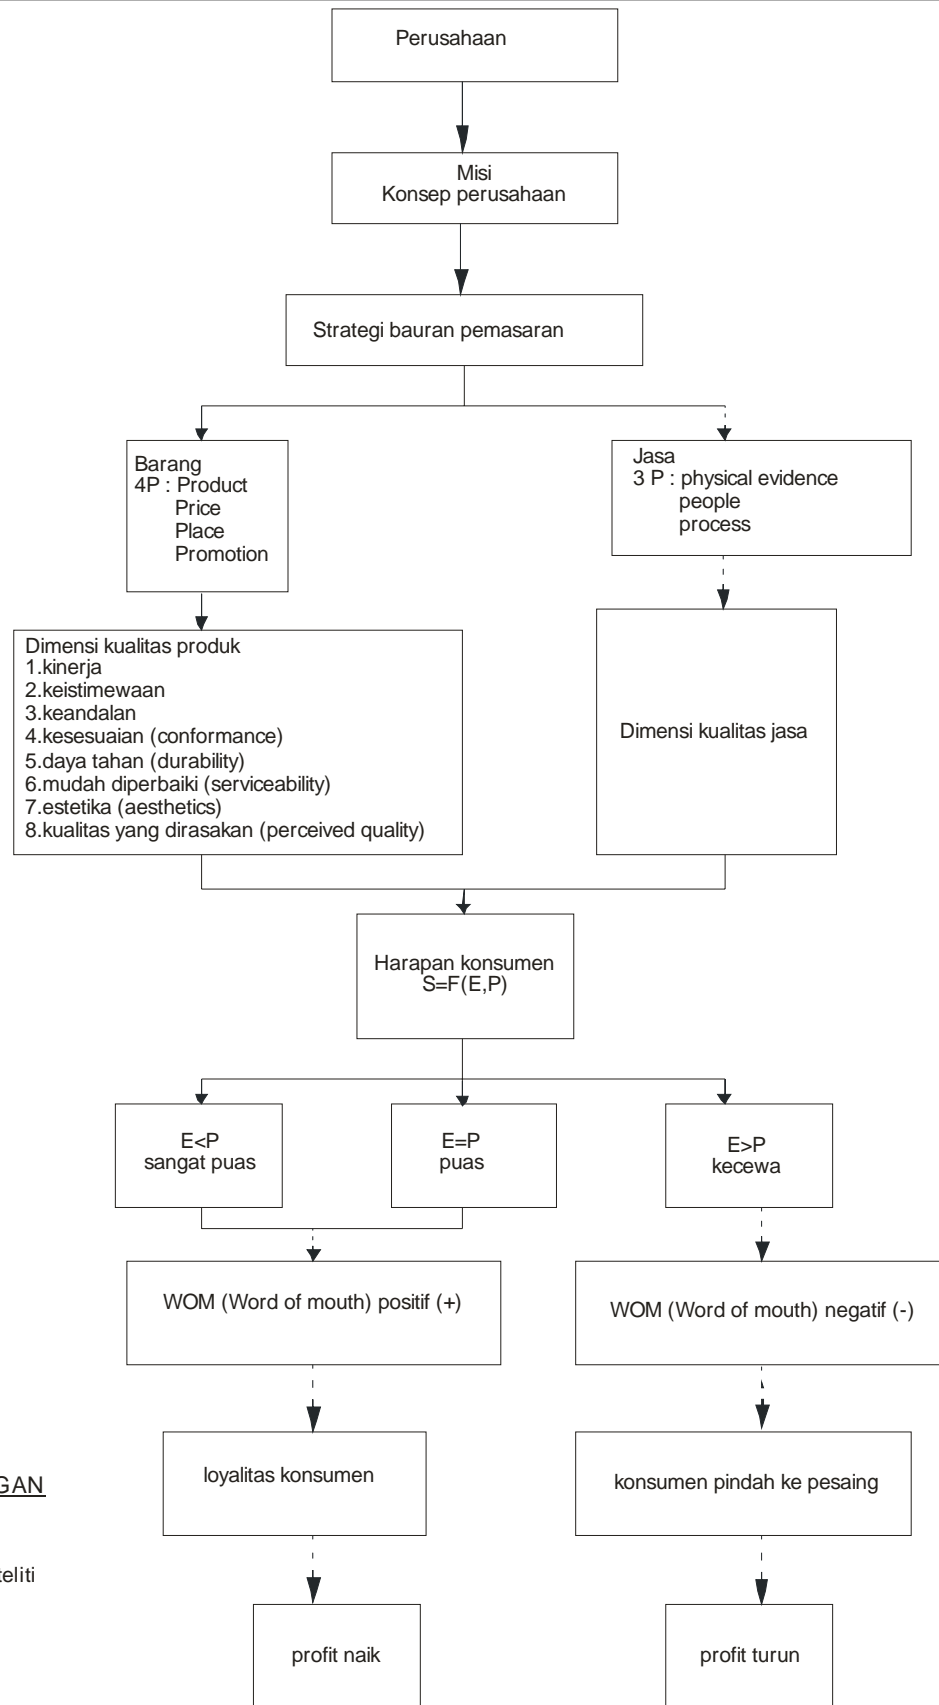 Perusahaan
Misi
Konsep perusahaan
Strategi bauran pemasaran
Barang
4P : Product
Price
Place
Promotion
Jasa
3 P : physical evidence
people
process
Dimensi kualitas produk
1.kinerja
2.keistimewaan
3.keandalan
4.kesesuaian (conformance)
5.daya tahan (durability)
6.mudah diperbaiki (serviceability)
7.estetika (aesthetics)
8.kualitas yang dirasakan (perceived quality)
Dimensi kualitas jasa
Harapan konsumen
S=F(E,P)
E<P
sangat puas
E=P
puas
E>P
kecewa
WOM (Word of mouth) positif (+)
WOM (Word of mouth) negatif (-)
loyalitas konsumen
konsumen pindah ke pesaing
GAN
teliti
profit naik
profit turun